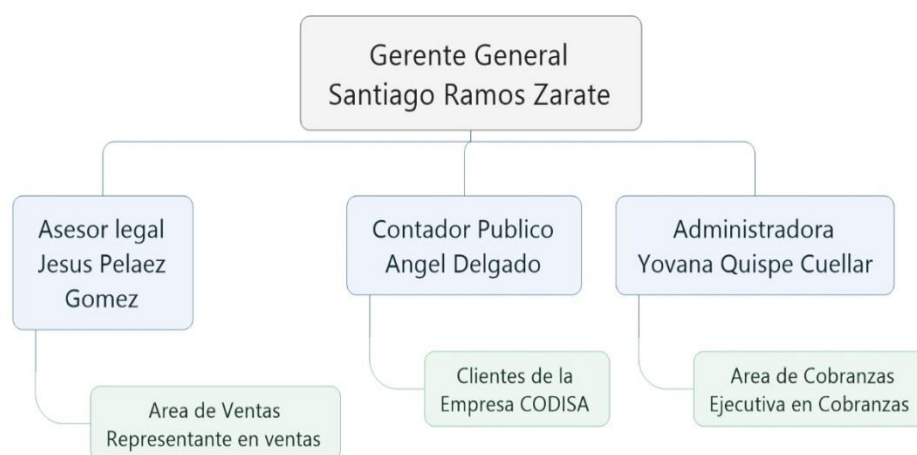 Gerente General
Santiago Ramos Zarate
Asesor legal
Jesus Pelaez
Gomez
Contador Publico
Angel Delgado
Administradora
Yovana Quispe Cuellar
Area de Ventas
Representante en ventas
Clientes de la
Empresa CODISA
Area de Cobranzas
Ejecutiva en Cobranzas